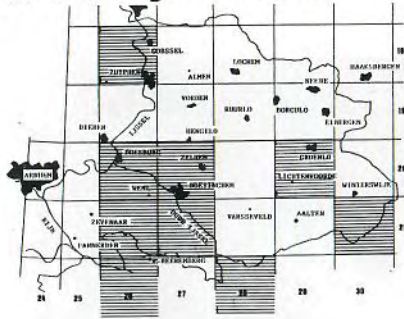 GORSSEL
LOCHEM
ZUTPHEN
ALMEN
NEEDE
HAAKSBERGEN
VORDEN
RUURLO
BORCULO
EIBERGEN
DIEREN
IJSSEL
HENGELO
DOESBURG
ZELHEM
GROENLO
ARNHEM
WEHL
DOETINCHEM
LICHTENVOORDE
WINTERSWIJK
RIJN
ZEVENAAR
OUDE IJSSEL
VARSSEVELD
AALTEN
PANNERDEN
24 25 26 27 28 29 30